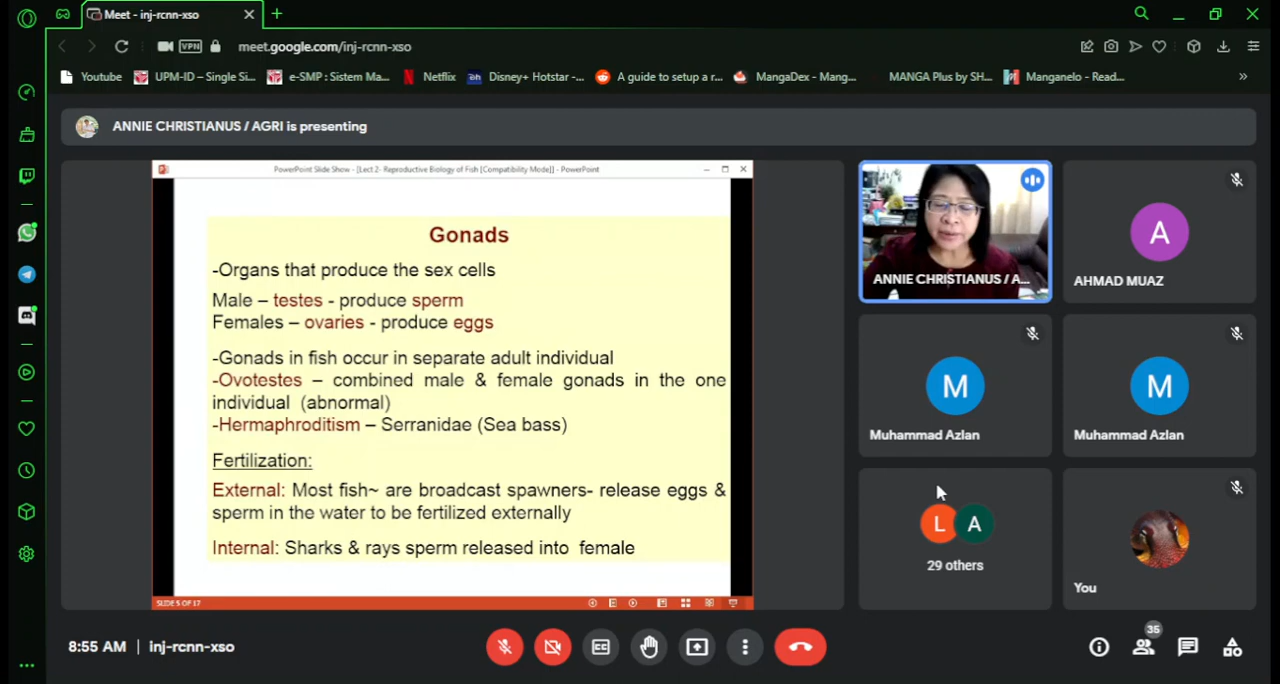 Meet - inj-rcnn-xso
VPN
meet.google.com/inj-rcnn-xso
Youtube
UPM-ID – Single Si...
e-SMP : Sistem Ma...
Netflix
Disney+ Hotstar -...
A guide to setup a r...
MangaDex - Mang...
MANGA Plus by SH...
Manganelo - Read...
»
ANNIE CHRISTIANUS / AGRI is presenting
PowerPoint Slide Show - [Lect 2- Reproductive Biology of Fish [Compatibility Mode]] - PowerPoint
Gonads
-Organs that produce the sex cells
Male – testes - produce sperm
Females – ovaries - produce eggs
-Gonads in fish occur in separate adult individual
-Ovotestes – combined male & female gonads in the one
individual (abnormal)
-Hermaphroditism – Serranidae (Sea bass)
Fertilization:
External: Most fish~ are broadcast spawners- release eggs &
sperm in the water to be fertilized externally
Internal: Sharks & rays sperm released into female
SLIDE 5 OF 17
ANNIE CHRISTIANUS / A...
A
AHMAD MUAZ
M
Muhammad Azlan
M
Muhammad Azlan
L A
29 others
You
8:55 AM | inj-rcnn-xso
CC
35